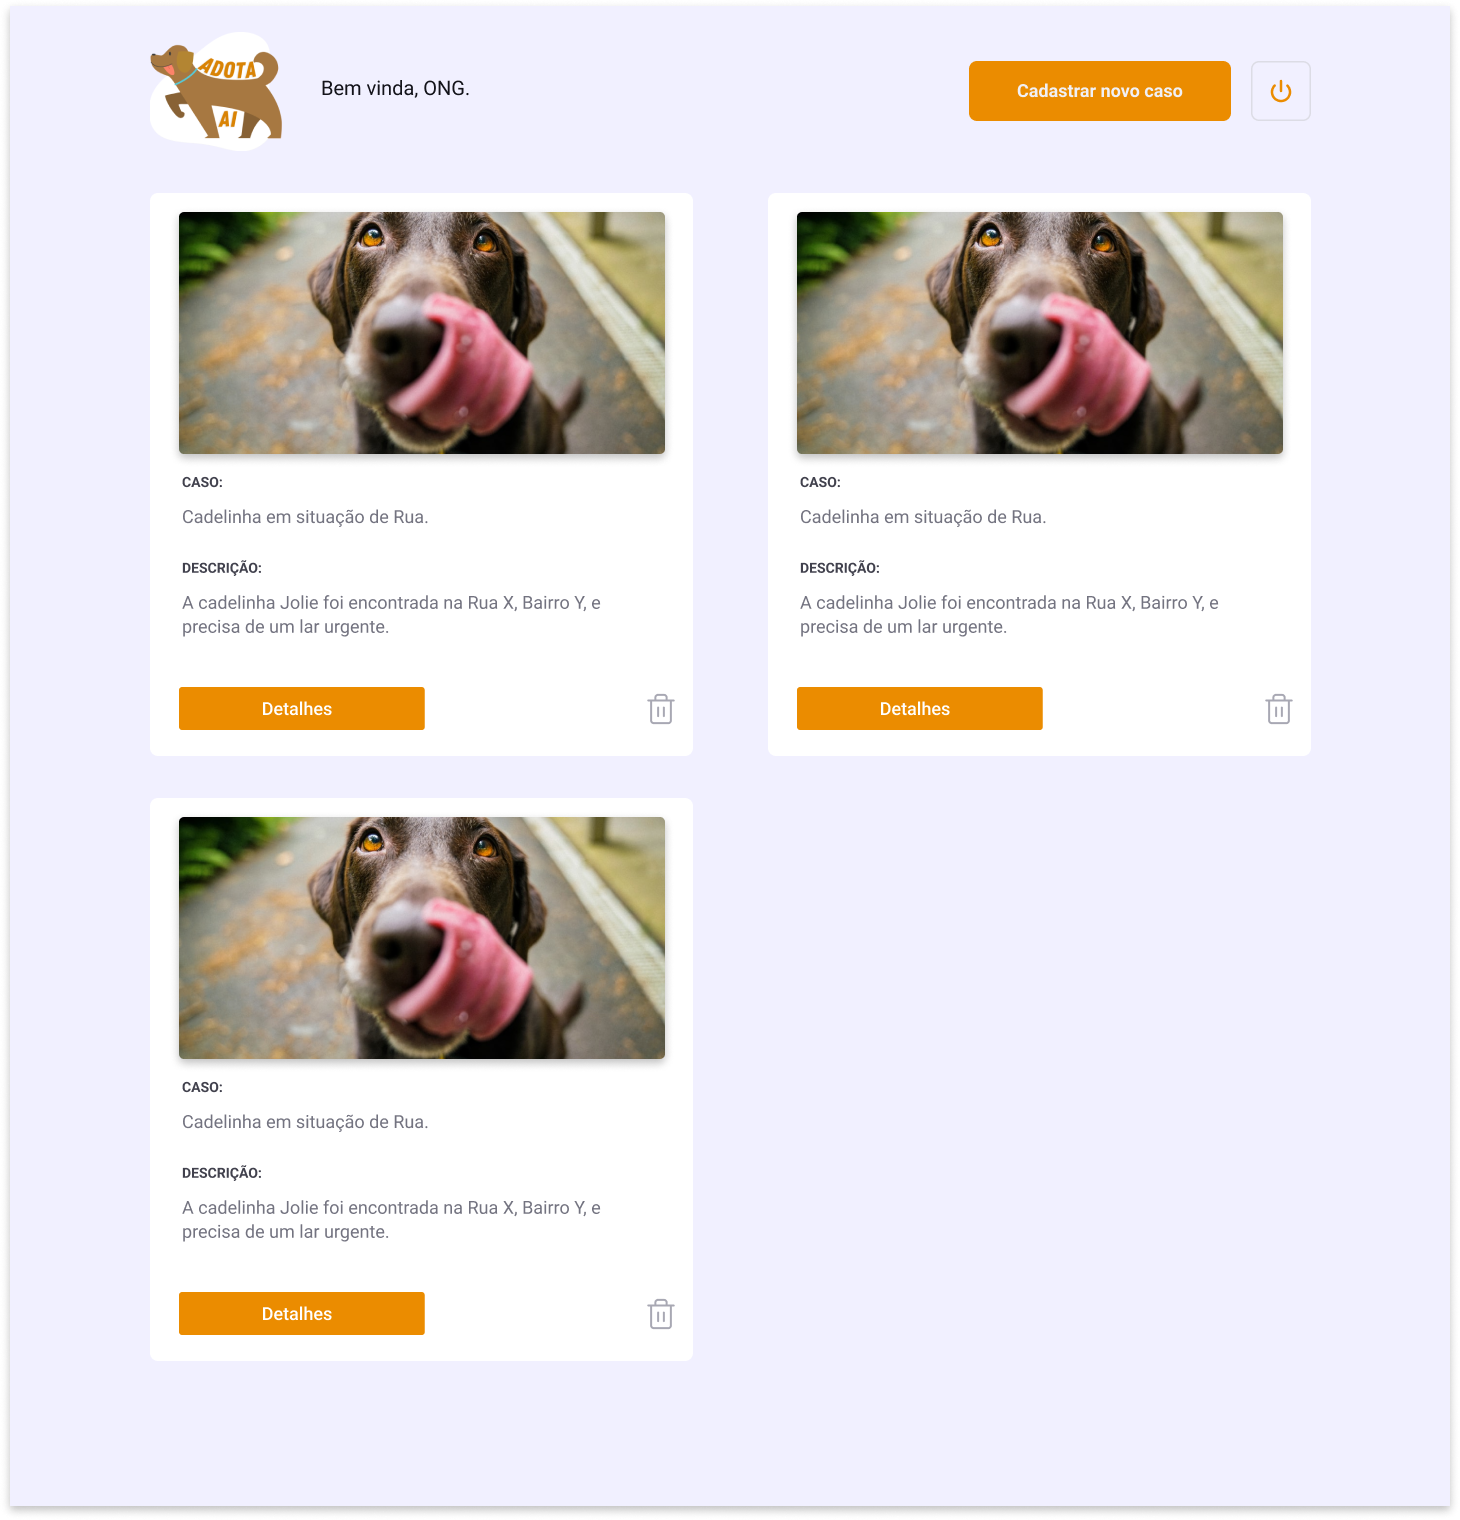 ADOTA
AI
Bem vinda, ONG.
Cadastrar novo caso
CASO:
Cadelinha em situação de Rua.
DESCRIÇÃO:
A cadelinha Jolie foi encontrada na Rua X, Bairro Y, e
precisa de um lar urgente.
Detalhes
CASO:
Cadelinha em situação de Rua.
DESCRIÇÃO:
A cadelinha Jolie foi encontrada na Rua X, Bairro Y, e
precisa de um lar urgente.
Detalhes
CASO:
Cadelinha em situação de Rua.
DESCRIÇÃO:
A cadelinha Jolie foi encontrada na Rua X, Bairro Y, e
precisa de um lar urgente.
Detalhes